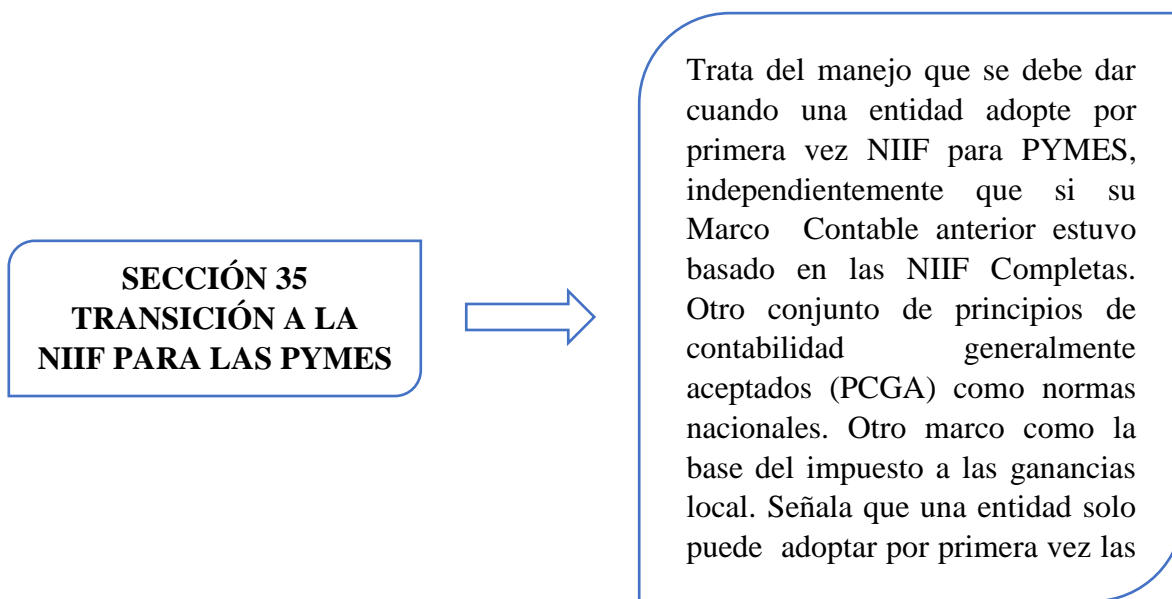 SECCIÓN 35
TRANSICIÓN A LA
NIIF PARA LAS PYMES
Trata del manejo que se debe dar
cuando una entidad adopte por
primera vez NIIF para PYMES,
independientemente que si su
Marco Contable anterior estuvo
basado en las NIIF Completas.
Otro conjunto de principios de
contabilidad generalmente
aceptados (PCGA) como normas
nacionales. Otro marco como la
base del impuesto a las ganancias
local. Señala que una entidad solo
puede adoptar por primera vez las